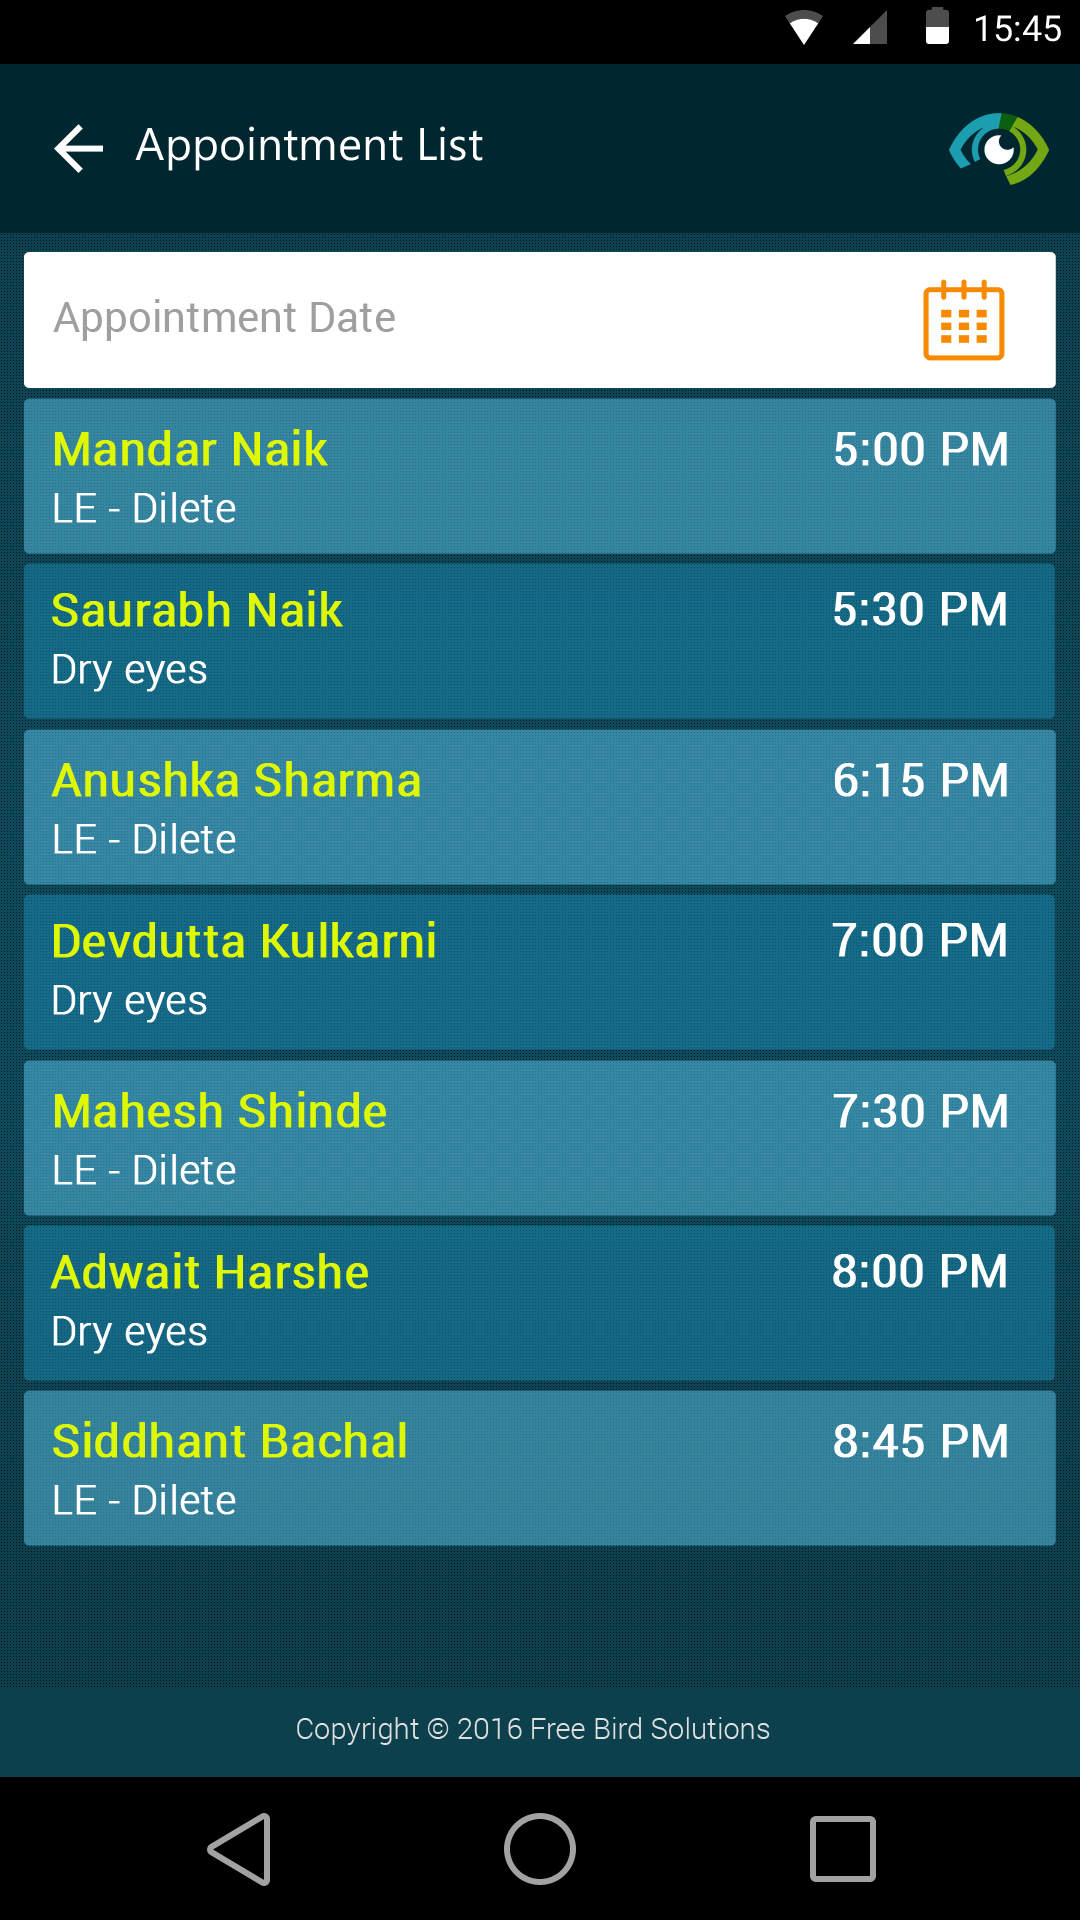 15:45
Appointment List
Appointment Date
Mandar Naik 5:00 PM
LE - Dilete
Saurabh Naik 5:30 PM
Dry eyes
Anushka Sharma 6:15 PM
LE - Dilete
Devdutta Kulkarni 7:00 PM
Dry eyes
Mahesh Shinde 7:30 PM
LE - Dilete
Adwait Harshe 8:00 PM
Dry eyes
Siddhant Bachal 8:45 PM
LE - Dilete
Copyright © 2016 Free Bird Solutions